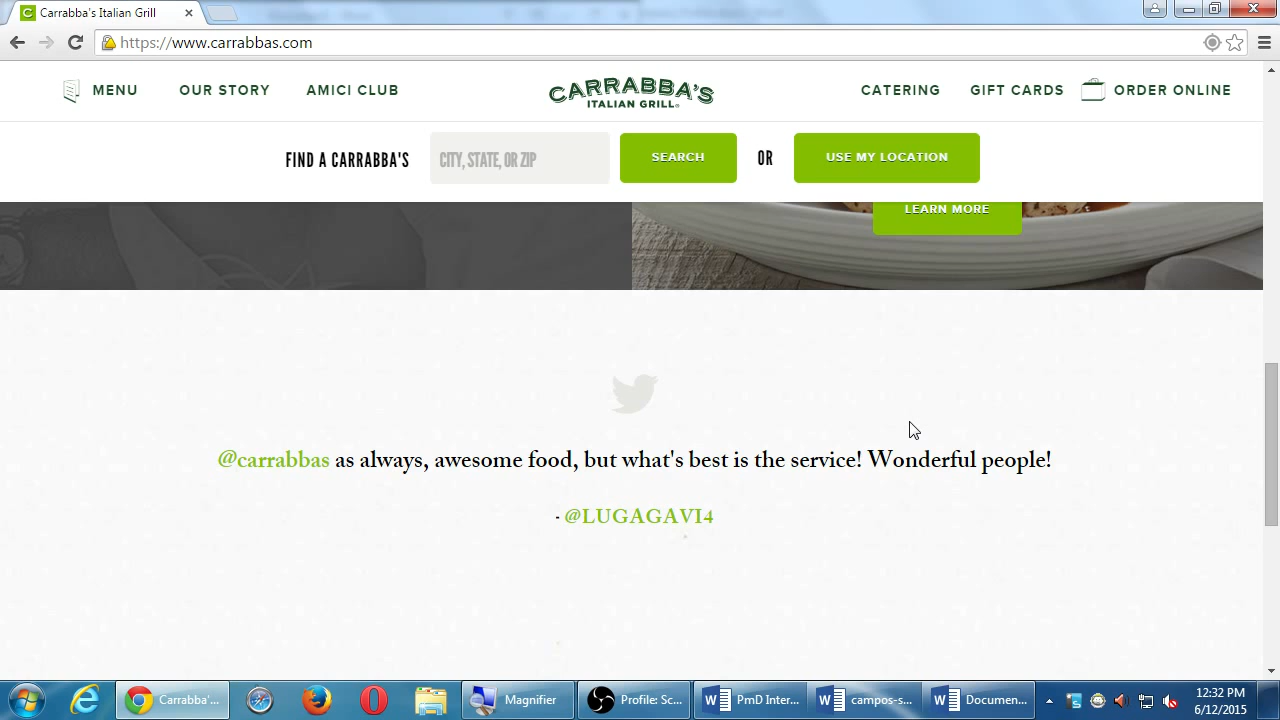 Carrabba's Italian Grill
https://www.carrabbas.com
MENU
OUR STORY
AMICI CLUB
CARRABBA'S
ITALIAN GRILL
CATERING
GIFT CARDS
ORDER ONLINE
FIND A CARRABBA'S
CITY, STATE, OR ZIP
SEARCH
OR
USE MY LOCATION
LEARN MORE
@carrabbas as always, awesome food, but what's best is the service! Wonderful people!
- @LUGAGAVI4
Carrabba'...
Magnifier
Profile: Sc...
PmD Inter...
campos-s...
Documen...
12:32 PM
6/12/2015